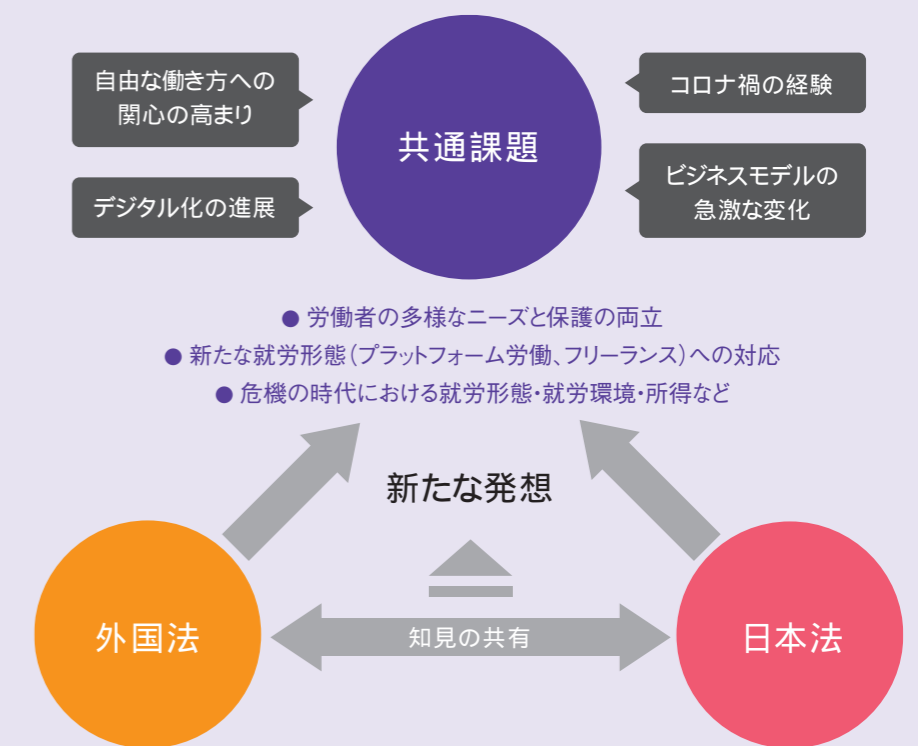 自由な働き方への
関心の高まり
デジタル化の進展
共通課題
コロナ禍の経験
ビジネスモデルの
急激な変化
● 労働者の多様なニーズと保護の両立
● 新たな就労形態（プラットフォーム労働、フリーランス）への対応
● 危機の時代における就労形態・就労環境・所得など
新たな発想
外国法
知見の共有
日本法